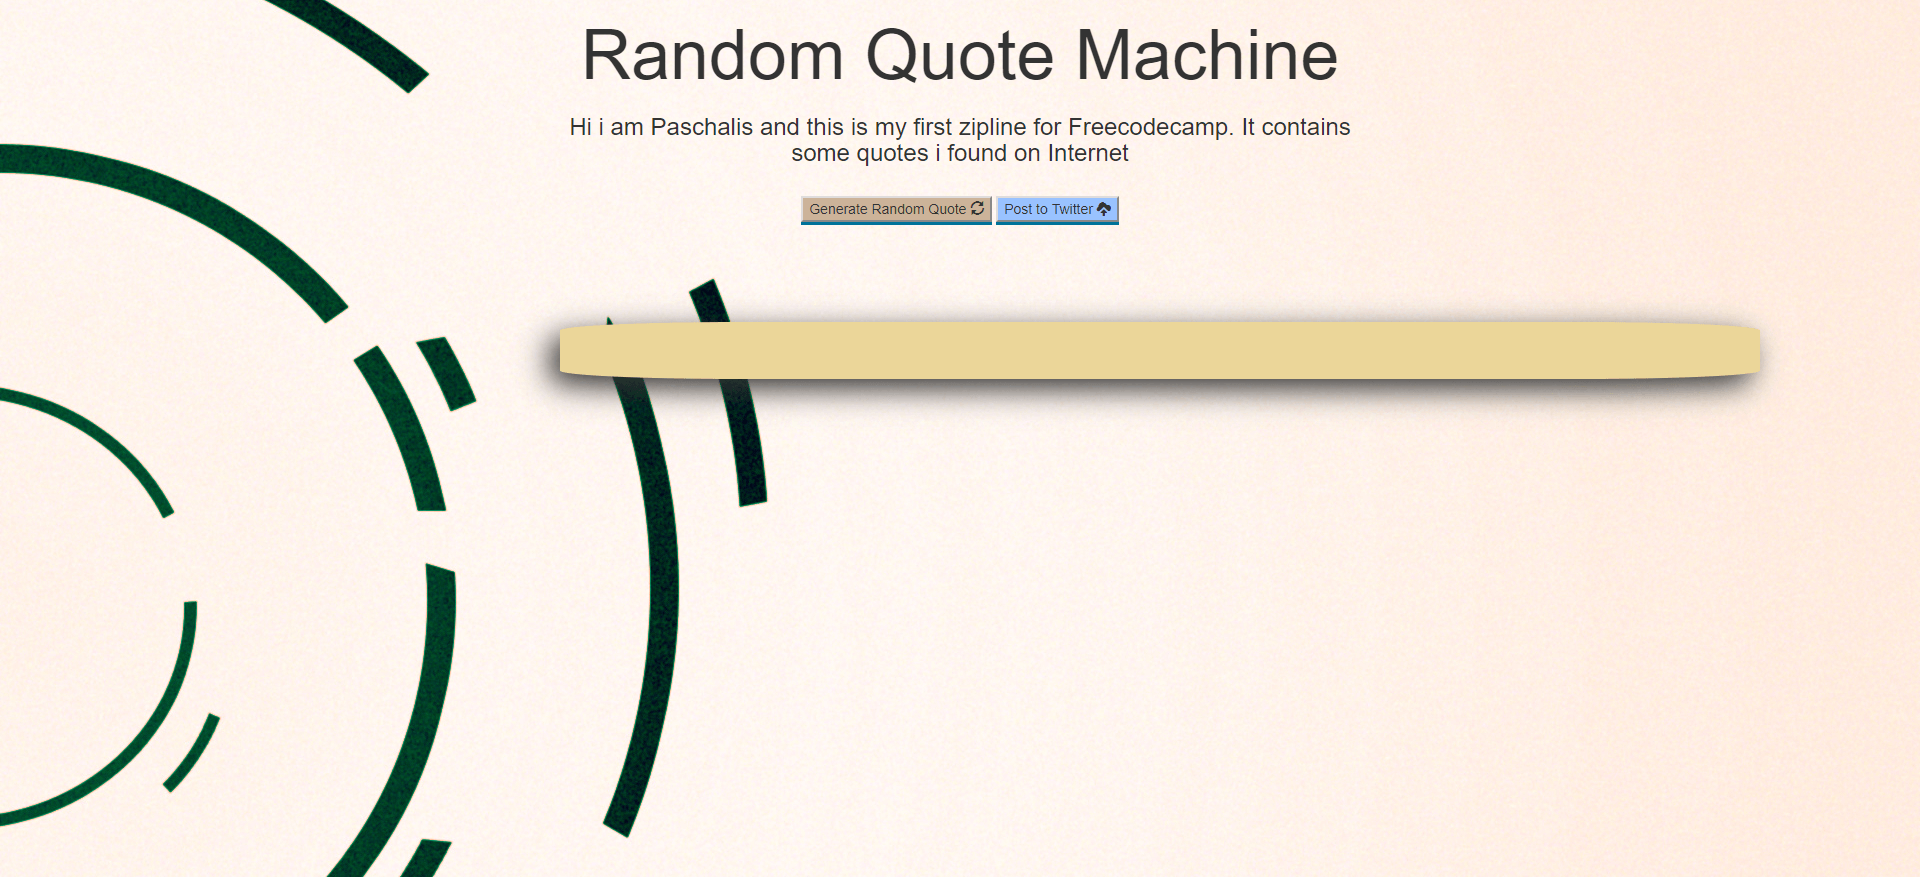 Random Quote Machine
Hi i am Paschalis and this is my first zipline for Freecodecamp. It contains
some quotes i found on Internet
Generate Random Quote
Post to Twitter